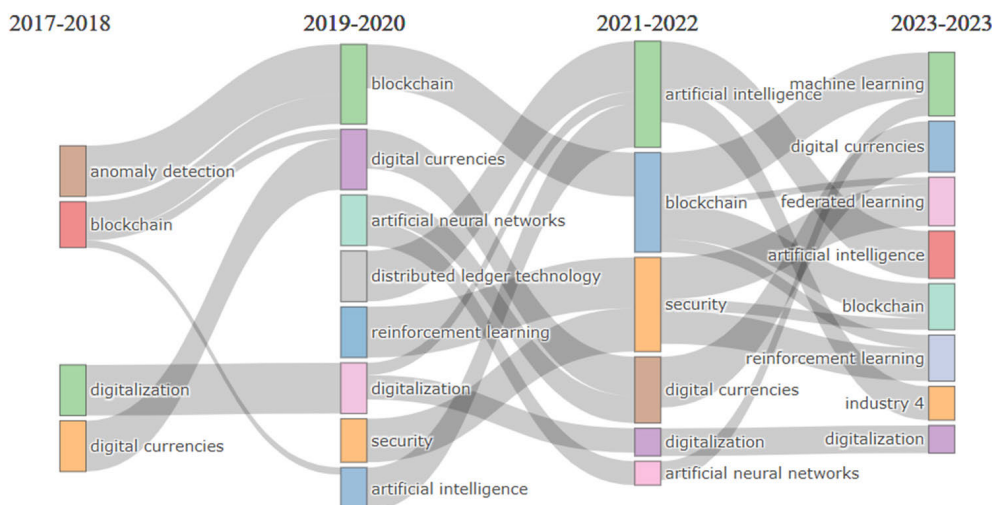 2017-2018
2019-2020
2021-2022
2023-2023
anomaly detection
blockchain
digitalization
digital currencies
blockchain
digital currencies
artificial neural networks
distributed ledger technology
reinforcement learning
digitalization
security
artificial intelligence
artificial intelligence
blockchain
security
digital currencies
digitalization
artificial neural networks
machine learning
digital currencies
federated learning
artificial intelligence
blockchain
reinforcement learning
industry 4
digitalization